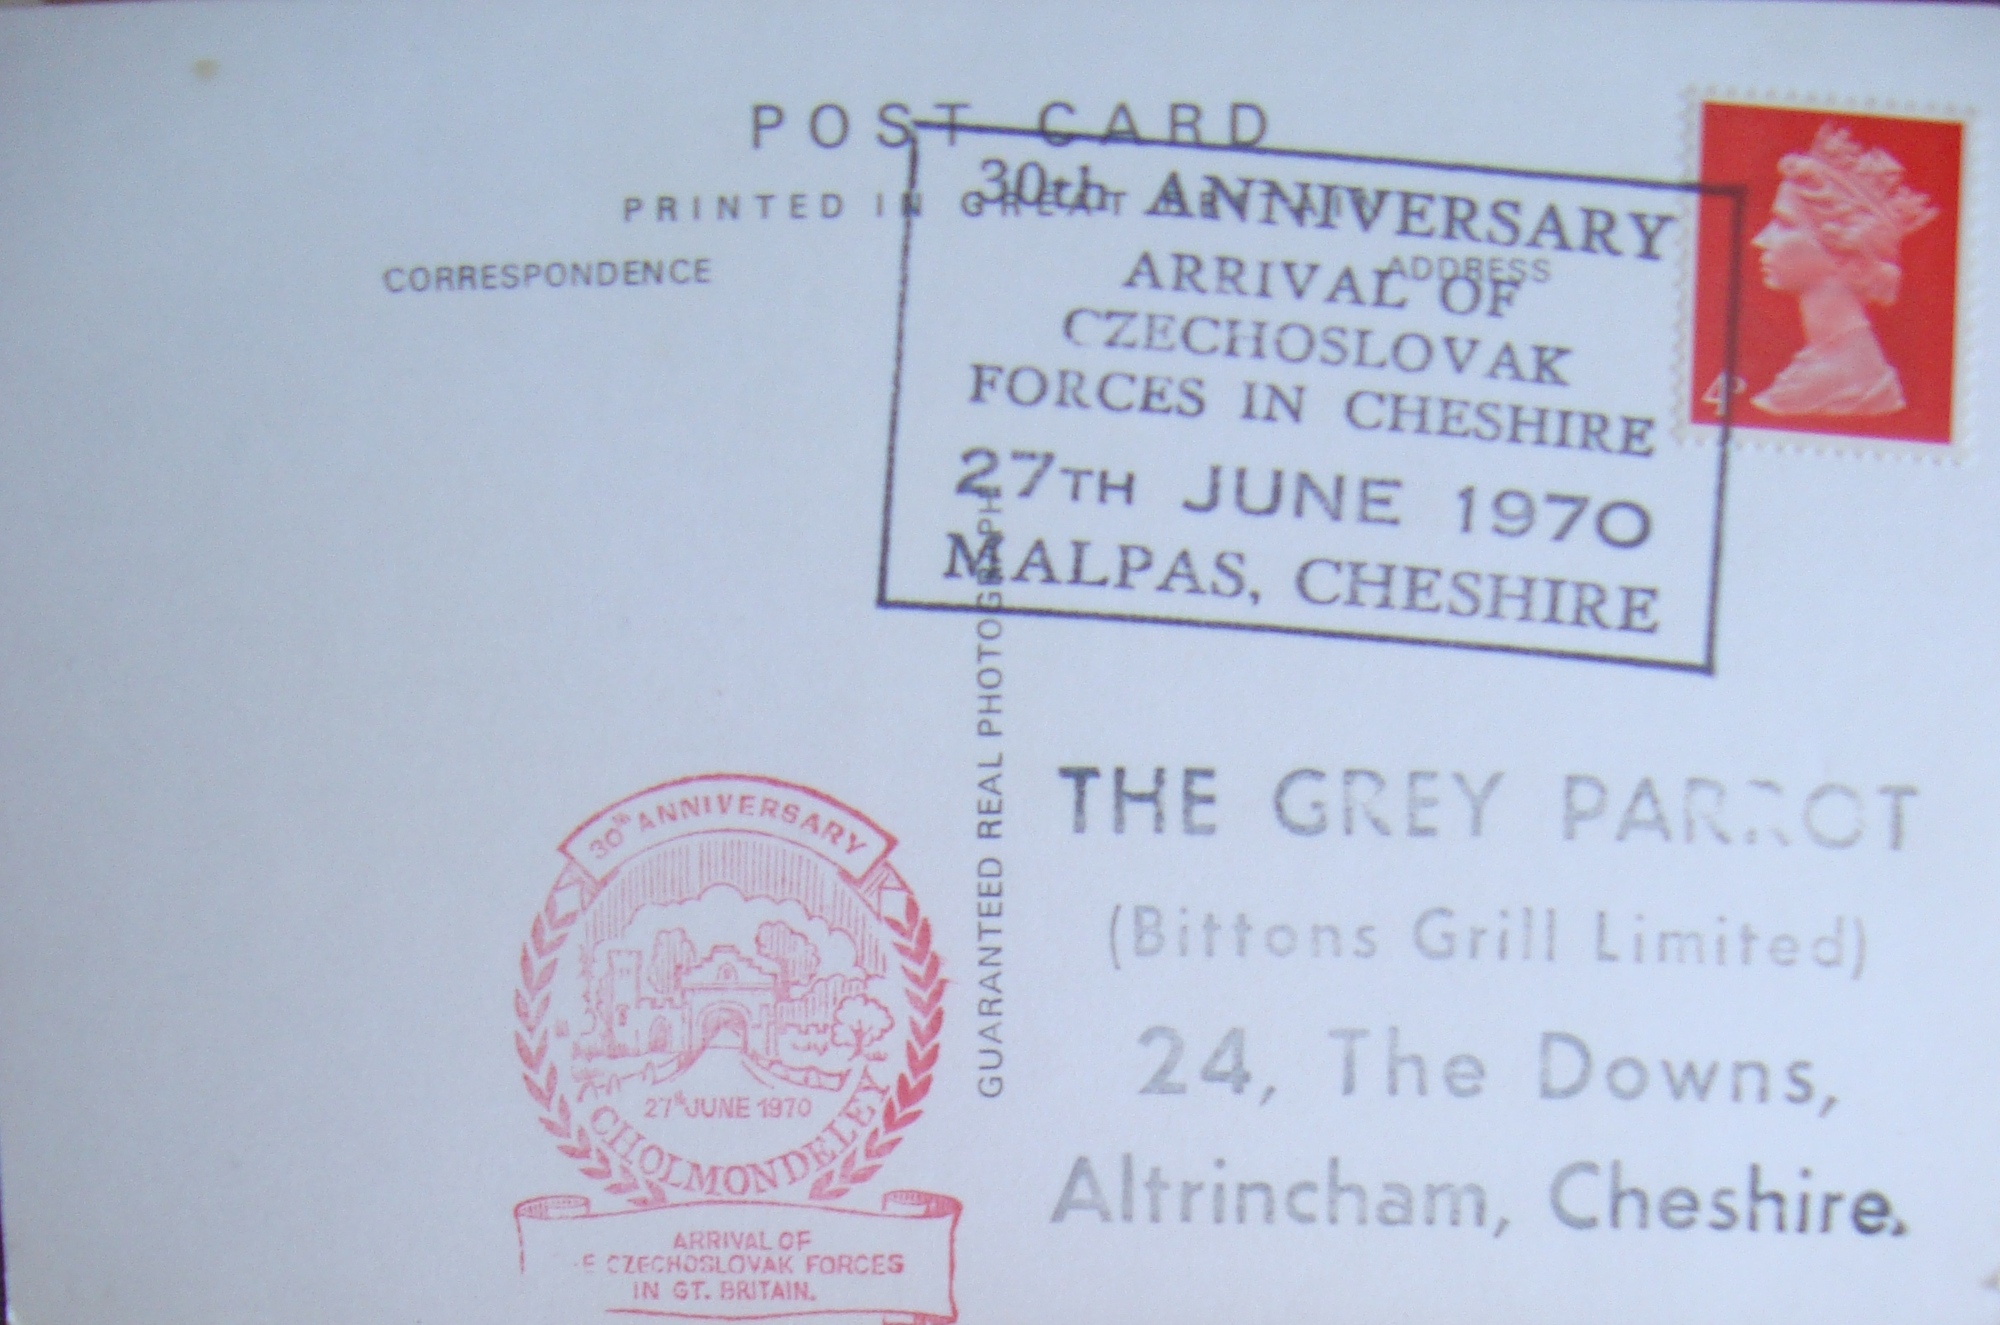 POST CARD
PRINTED IN GREAT BRITAIN
CORRESPONDENCE
ADDRESS
30th ANNIVERSARY
ARRIVAL OF
CZECHOSLOVAK
FORCES IN CHESHIRE
27TH JUNE 1970
MALPAS, CHESHIRE
4P
GUARANTEED REAL PHOTOGRAPH
THE GREY PARROT
(Bittons Grill Limited)
24, The Downs,
Altrincham, Cheshire.
30th ANNIVERSARY
27th JUNE 1970
CHOLMONDELEY
ARRIVAL OF
E CZECHOSLOVAK FORCES
IN GT. BRITAIN.